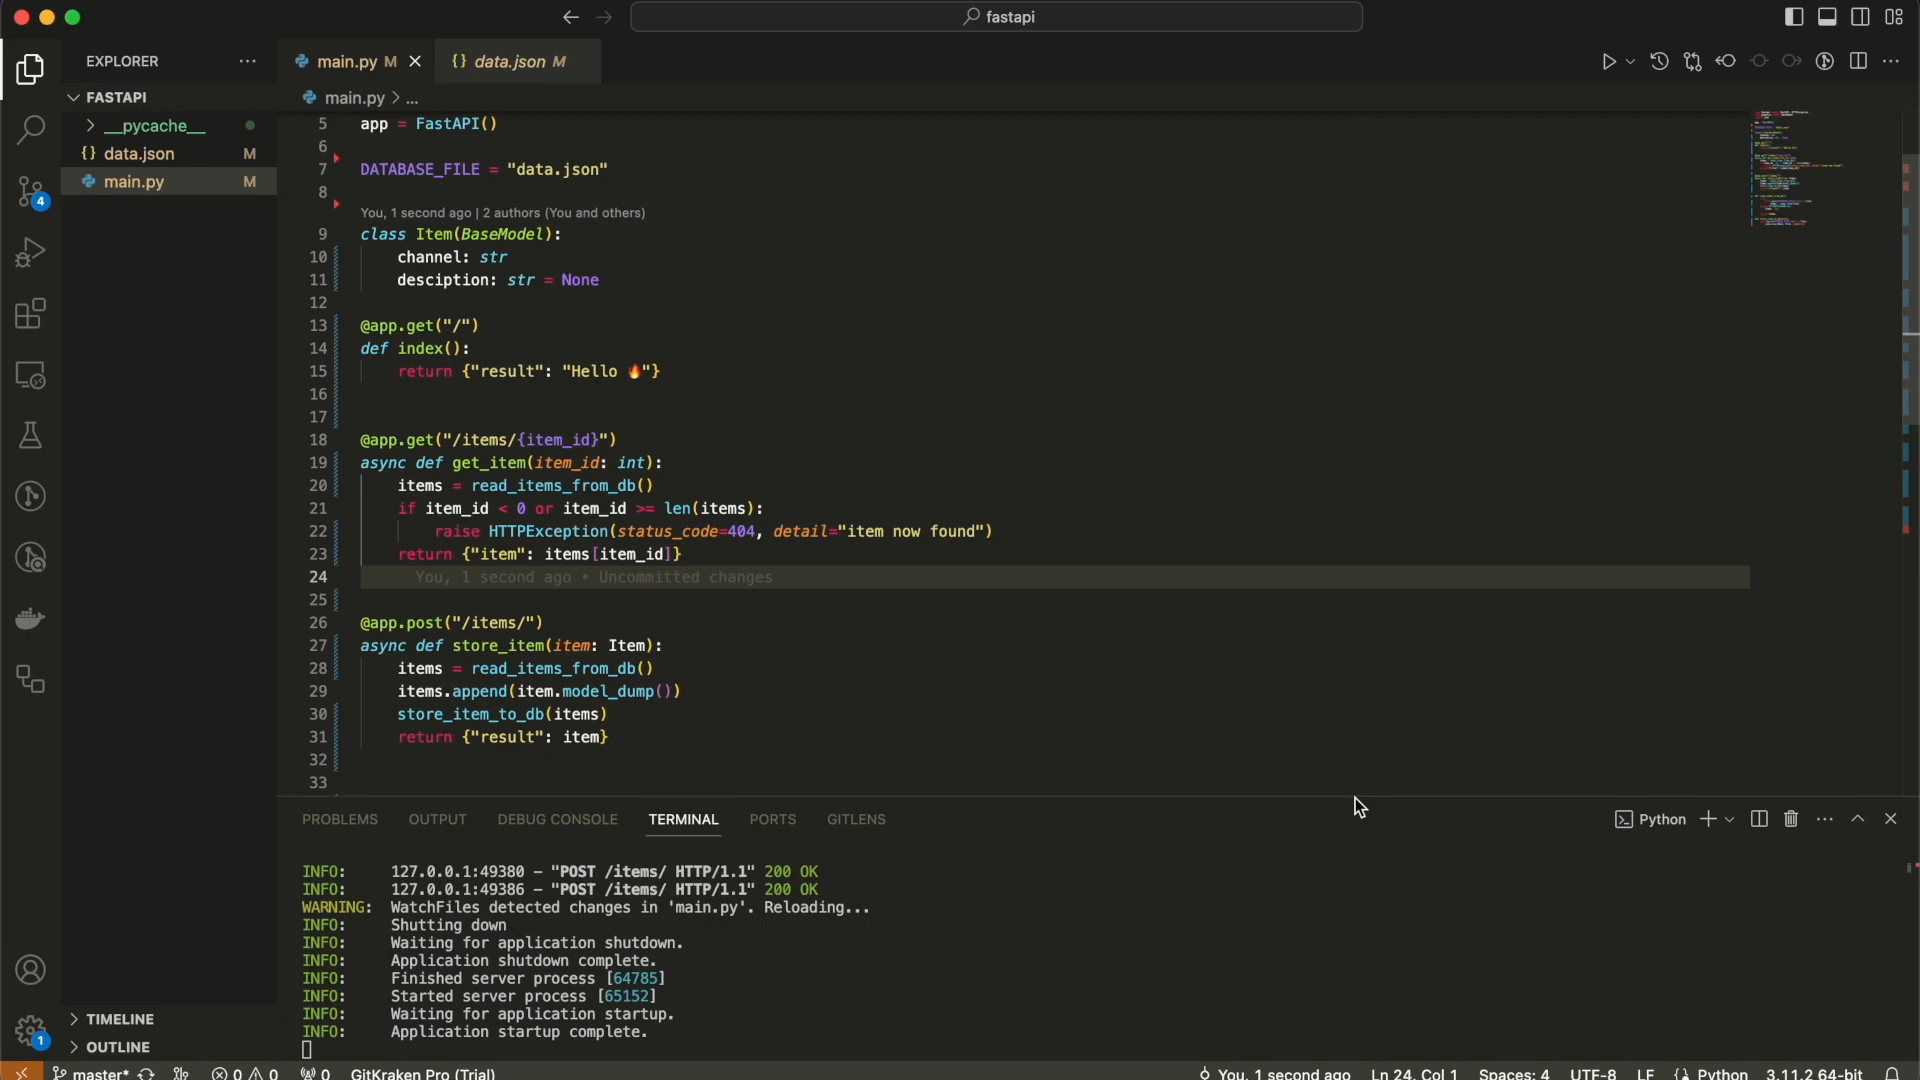 fastapi
EXPLORER
main.py M
{} data.json M
FASTAPI
main.py > ...
__pycache__
{} data.json M
main.py M
4
1
5 app = FastAPI()
6
7 DATABASE_FILE = "data.json"
8
You, 1 second ago | 2 authors (You and others)
9 class Item(BaseModel):
10 channel: str
11 desciption: str = None
12
13 @app.get("/")
14 def index():
15 return {"result": "Hello 🔥"}
16
17
18 @app.get("/items/{item_id}")
19 async def get_item(item_id: int):
20 items = read_items_from_db()
21 if item_id < 0 or item_id >= len(items):
22 raise HTTPException(status_code=404, detail="item now found")
23 return {"item": items[item_id]}
24 You, 1 second ago • Uncommitted changes
25
26 @app.post("/items/")
27 async def store_item(item: Item):
28 items = read_items_from_db()
29 items.append(item.model_dump())
30 store_item_to_db(items)
31 return {"result": item}
32
33
PROBLEMS OUTPUT DEBUG CONSOLE TERMINAL PORTS GITLENS
Python
INFO: 127.0.0.1:49380 – "POST /items/ HTTP/1.1" 200 OK
INFO: 127.0.0.1:49386 – "POST /items/ HTTP/1.1" 200 OK
WARNING: WatchFiles detected changes in 'main.py'. Reloading...
INFO: Shutting down
INFO: Waiting for application shutdown.
INFO: Application shutdown complete.
INFO: Finished server process [64785]
INFO: Started server process [65152]
INFO: Waiting for application startup.
INFO: Application startup complete.
TIMELINE
OUTLINE
master* 0 0 0 GitKraken Pro (Trial) You, 1 second ago Ln 24, Col 1 Spaces: 4 UTF-8 LF {} Python 3.11.2 64-bit